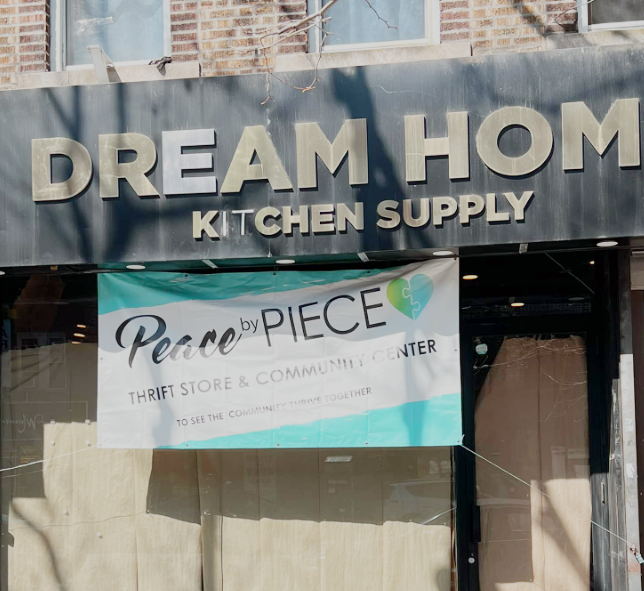 DREAM HOM
KITCHEN SUPPLY
Peace by PIECE
THRIFT STORE & COMMUNITY CENTER
TO SEE THE COMMUNITY THRIVE TOGETHER